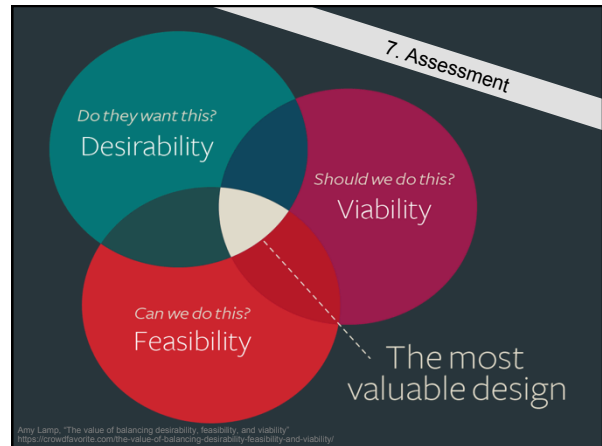 7. Assessment
Do they want this?
Desirability
Should we do this?
Viability
Can we do this?
Feasibility
The most
valuable design
Amy Lamp, "The value of balancing desirability, feasibility, and viability"
https://crowdfavorite.com/the-value-of-balancing-desirability-feasibility-and-viability/